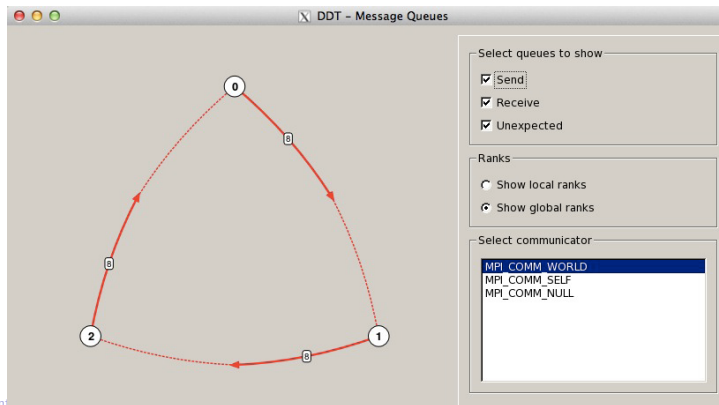 DDT - Message Queues
0
8
8
2
1
8
Select queues to show
Send
Receive
Unexpected
Ranks
Show local ranks
Show global ranks
Select communicator
MPI_COMM_WORLD
MPI_COMM_SELF
MPI_COMM_NULL